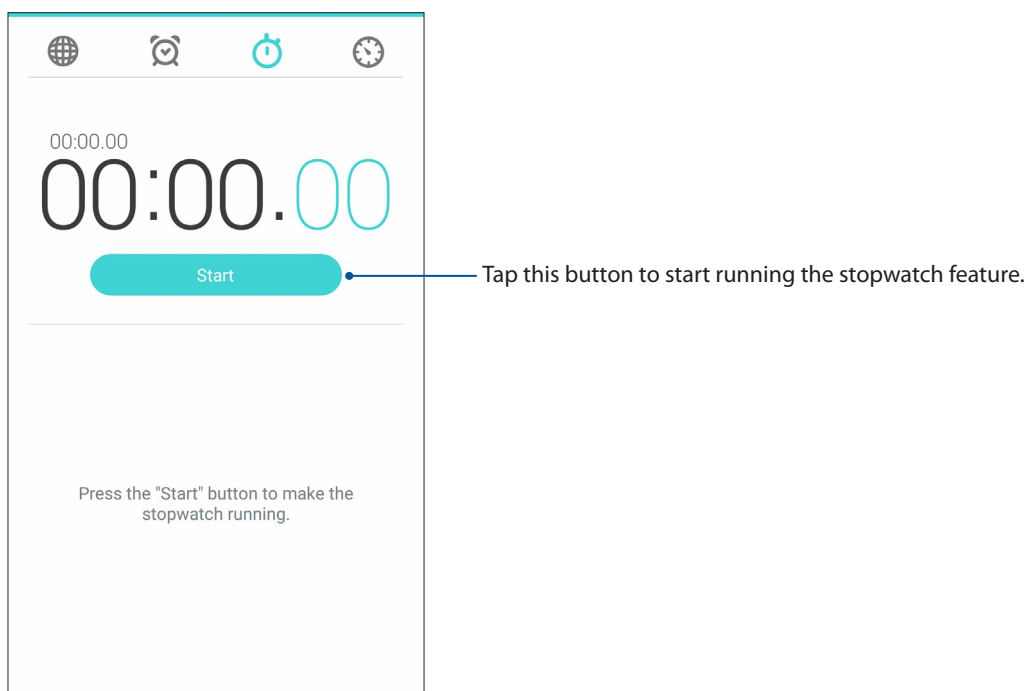 00:00.00
00:00.00
Start
Tap this button to start running the stopwatch feature.
Press the "Start" button to make the
stopwatch running.